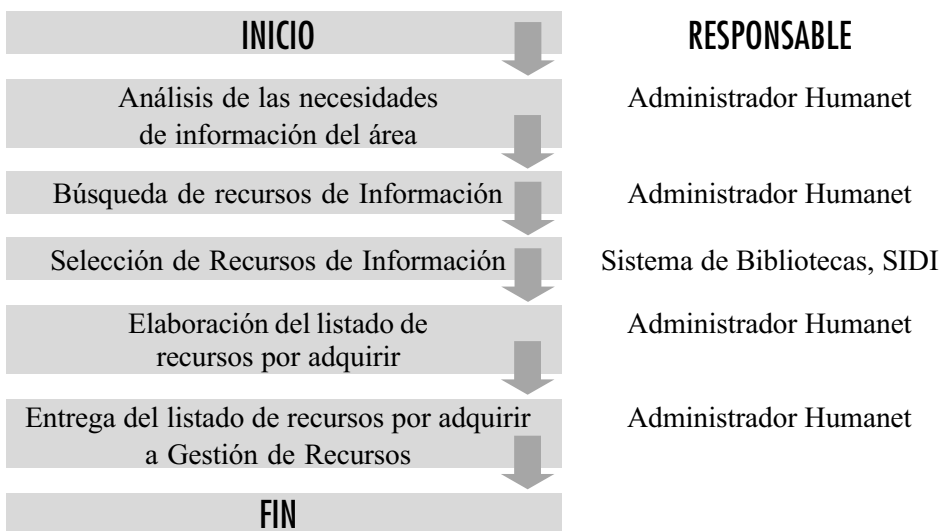 INICIO RESPONSABLE
Análisis de las necesidades Administrador Humanet
de información del área
Búsqueda de recursos de Información Administrador Humanet
Selección de Recursos de Información Sistema de Bibliotecas, SIDI
Elaboración del listado de Administrador Humanet
recursos por adquirir
Entrega del listado de recursos por adquirir Administrador Humanet
a Gestión de Recursos
FIN